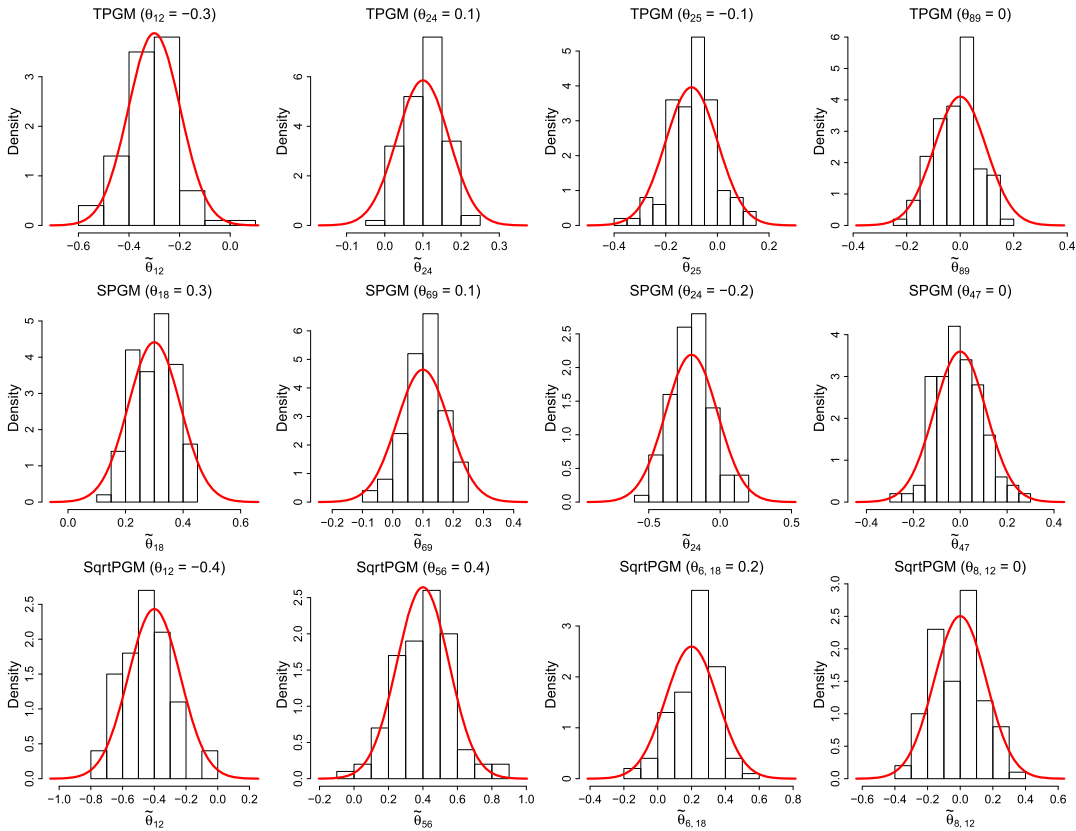 TPGM (θ12 = −0.3)
TPGM (θ24 = 0.1)
TPGM (θ25 = −0.1)
TPGM (θ89 = 0)
Density
0 1 2 3
−0.6 −0.4 −0.2 0.0
θ̃12
Density
0 2 4 6
−0.1 0.0 0.1 0.2 0.3
θ̃24
Density
0 1 2 3 4 5
−0.4 −0.2 0.0 0.2
θ̃25
Density
0 1 2 3 4 5 6
−0.4 −0.2 0.0 0.2 0.4
θ̃89
SPGM (θ18 = 0.3)
SPGM (θ69 = 0.1)
SPGM (θ24 = −0.2)
SPGM (θ47 = 0)
Density
0 1 2 3 4 5
0.0 0.2 0.4 0.6
θ̃18
Density
0 1 2 3 4 5 6
−0.2 −0.1 0.0 0.1 0.2 0.3 0.4
θ̃69
Density
0.0 0.5 1.0 1.5 2.0 2.5
−0.5 0.0 0.5
θ̃24
Density
0 1 2 3 4
−0.4 −0.2 0.0 0.2 0.4
θ̃47
SqrtPGM (θ12 = −0.4)
SqrtPGM (θ56 = 0.4)
SqrtPGM (θ6, 18 = 0.2)
SqrtPGM (θ8, 12 = 0)
Density
0.0 0.5 1.0 1.5 2.0 2.5
−1.0 −0.8 −0.6 −0.4 −0.2 0.0 0.2
θ̃12
Density
0.0 0.5 1.0 1.5 2.0 2.5
−0.2 0.0 0.2 0.4 0.6 0.8 1.0
θ̃56
Density
0 1 2 3
−0.4 −0.2 0.0 0.2 0.4 0.6 0.8
θ̃6, 18
Density
0.0 0.5 1.0 1.5 2.0 2.5 3.0
−0.6 −0.4 −0.2 0.0 0.2 0.4 0.6
θ̃8, 12